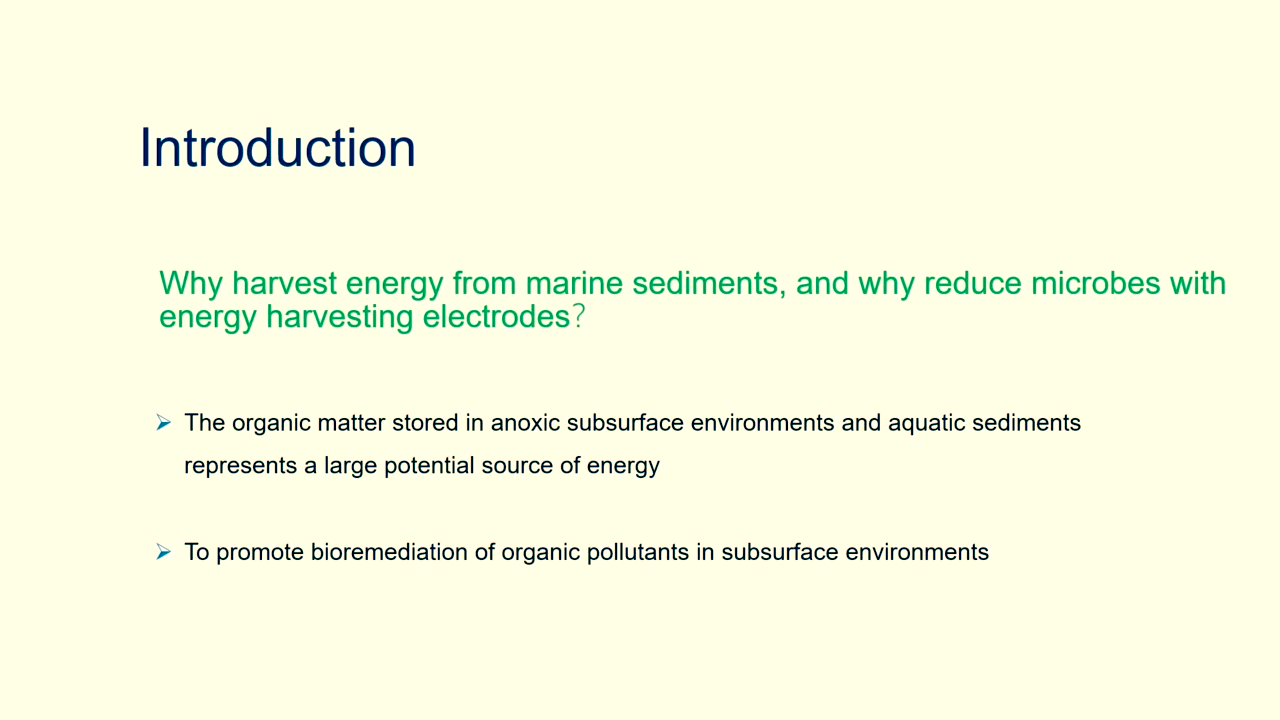 Introduction
Why harvest energy from marine sediments, and why reduce microbes with
energy harvesting electrodes？
➢ The organic matter stored in anoxic subsurface environments and aquatic sediments
represents a large potential source of energy
➢ To promote bioremediation of organic pollutants in subsurface environments